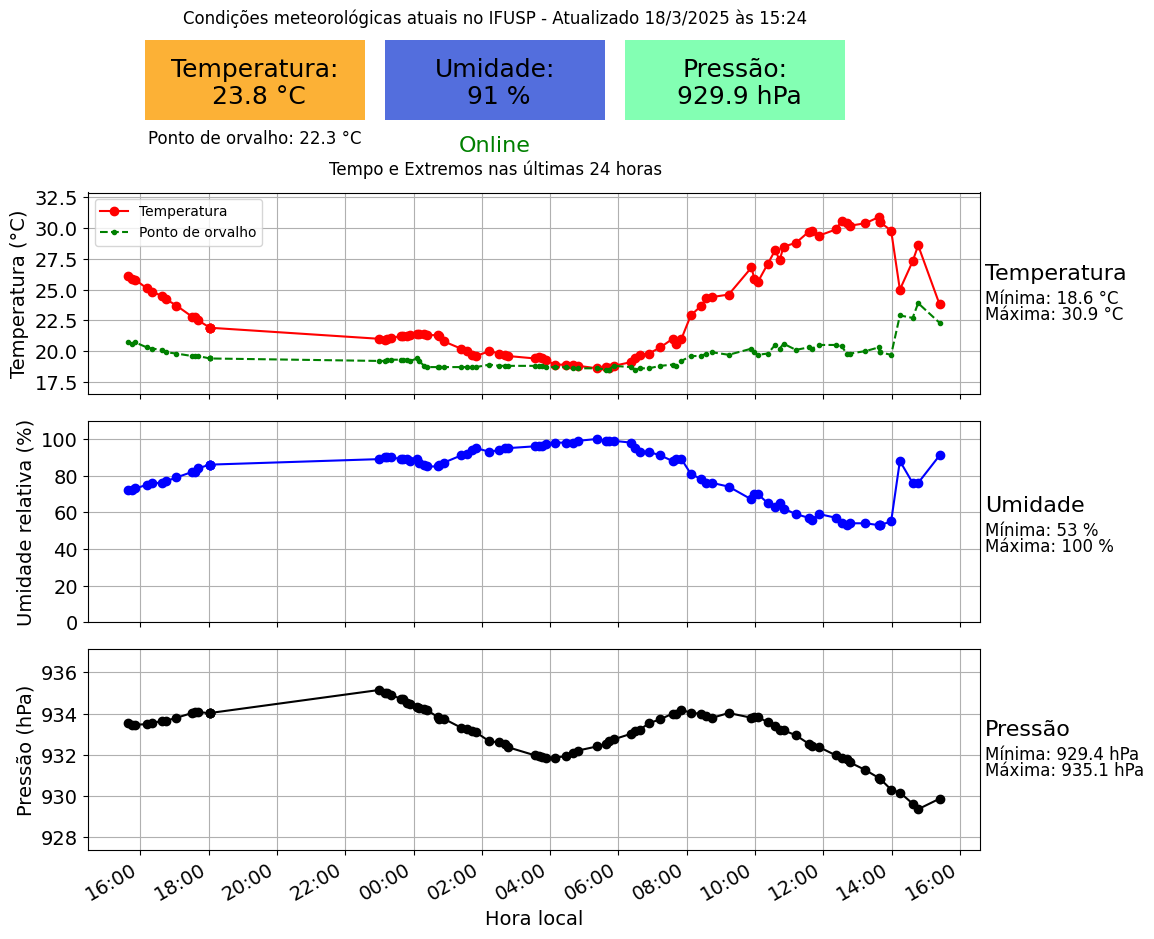 Condições meteorológicas atuais no IFUSP - Atualizado 18/3/2025 às 15:24
Temperatura:
23.8 °C
Umidade:
91 %
Pressão:
929.9 hPa
Ponto de orvalho: 22.3 °C
Online
Tempo e Extremos nas últimas 24 horas
Temperatura (°C)
32.5
30.0
27.5
25.0
22.5
20.0
17.5
Temperatura
Ponto de orvalho
Temperatura
Mínima: 18.6 °C
Máxima: 30.9 °C
Umidade relativa (%)
100
80
60
40
20
0
Umidade
Mínima: 53 %
Máxima: 100 %
Pressão (hPa)
936
934
932
930
928
Pressão
Mínima: 929.4 hPa
Máxima: 935.1 hPa
16:00 18:00 20:00 22:00 00:00 02:00 04:00 06:00 08:00 10:00 12:00 14:00 16:00
Hora local